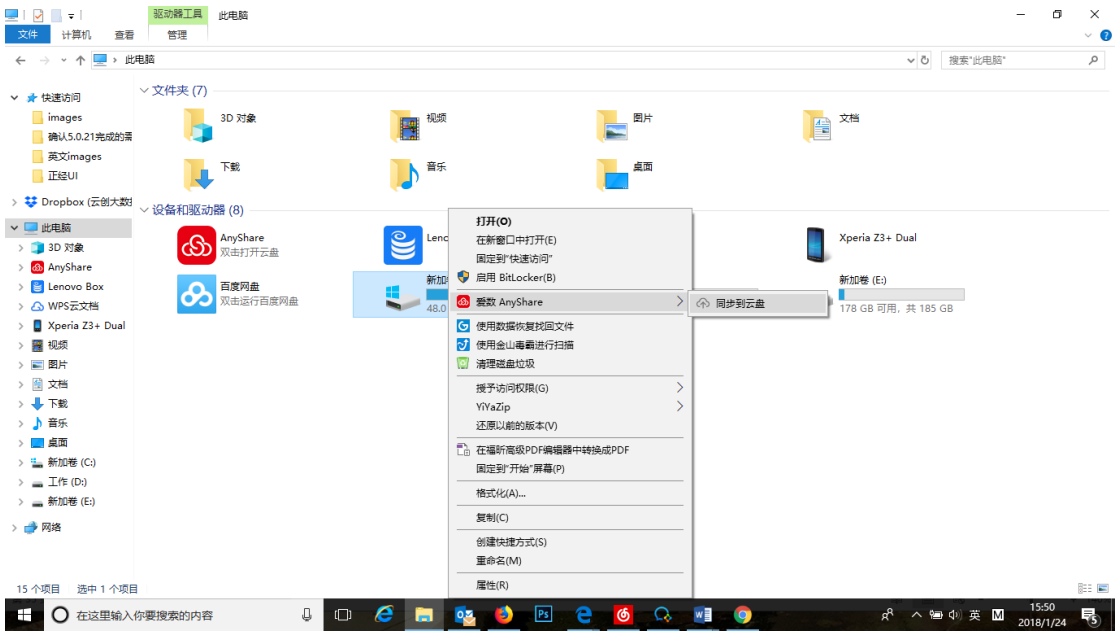 驱动器工具 此电脑
文件 计算机 查看 管理
此电脑
搜索"此电脑"
快速访问
images
确认5.0.21完成的
英文images
正经UI
Dropbox (云创大数
此电脑
3D 对象
AnyShare
Lenovo Box
WPS云文档
Xperia Z3+ Dual
视频
图片
文档
下载
音乐
桌面
新加卷 (C:)
工作 (D:)
新加卷 (E:)
网络
文件夹 (7)
3D 对象
视频
图片
文档
下载
音乐
桌面
设备和驱动器 (8)
AnyShare
双击打开云盘
Leno
Xperia Z3+ Dual
百度网盘
双击运行百度网盘
新加
48.0
新加卷 (E:)
178 GB 可用，共 185 GB
打开(O)
在新窗口中打开(E)
固定到"快速访问"
启用 BitLocker(B)
爱数 AnyShare
同步到云盘
使用数据恢复找回文件
使用金山毒霸进行扫描
清理磁盘垃圾
授予访问权限(G)
YiYaZip
还原以前的版本(V)
在福昕高级PDF编辑器中转换成PDF
固定到"开始"屏幕(P)
格式化(A)...
复制(C)
创建快捷方式(S)
重命名(M)
属性(R)
15 个项目 选中 1 个项目
在这里输入你要搜索的内容
Ps
英 M
15:50
2018/1/24
5